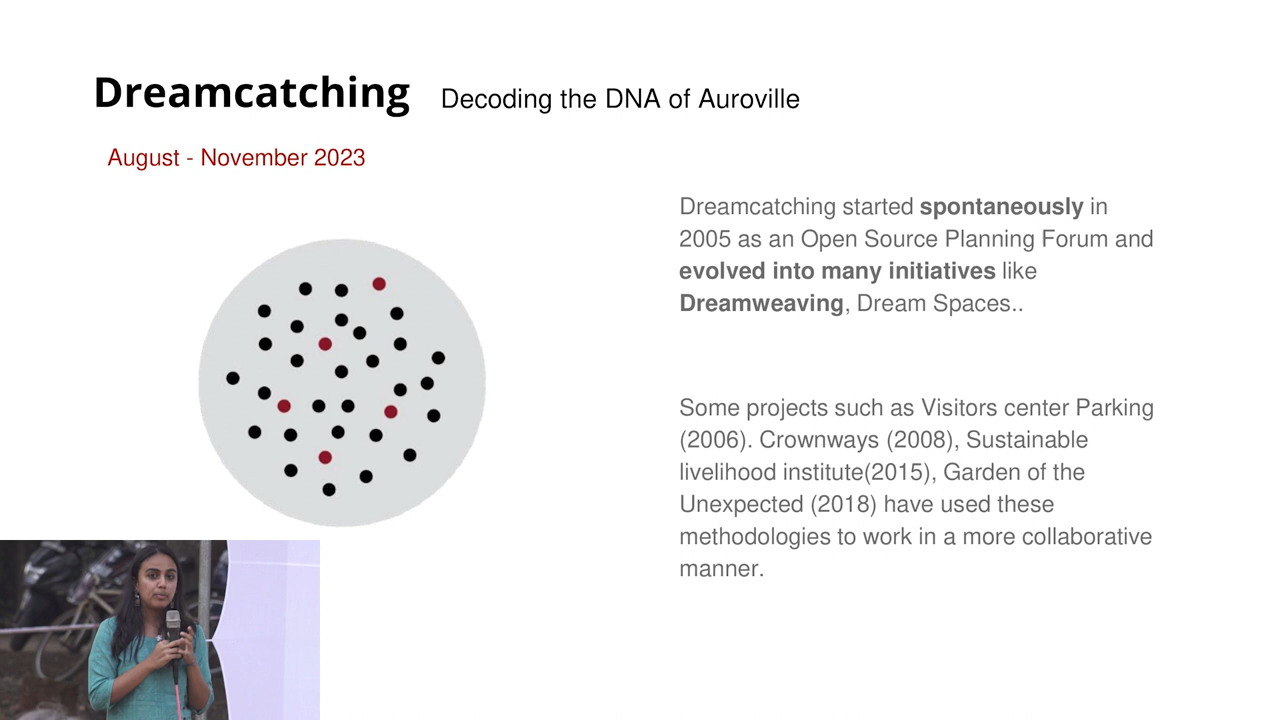 Dreamcatching Decoding the DNA of Auroville
August - November 2023
Dreamcatching started spontaneously in
2005 as an Open Source Planning Forum and
evolved into many initiatives like
Dreamweaving, Dream Spaces..
Some projects such as Visitors center Parking
(2006). Crownways (2008), Sustainable
livelihood institute(2015), Garden of the
Unexpected (2018) have used these
methodologies to work in a more collaborative
manner.